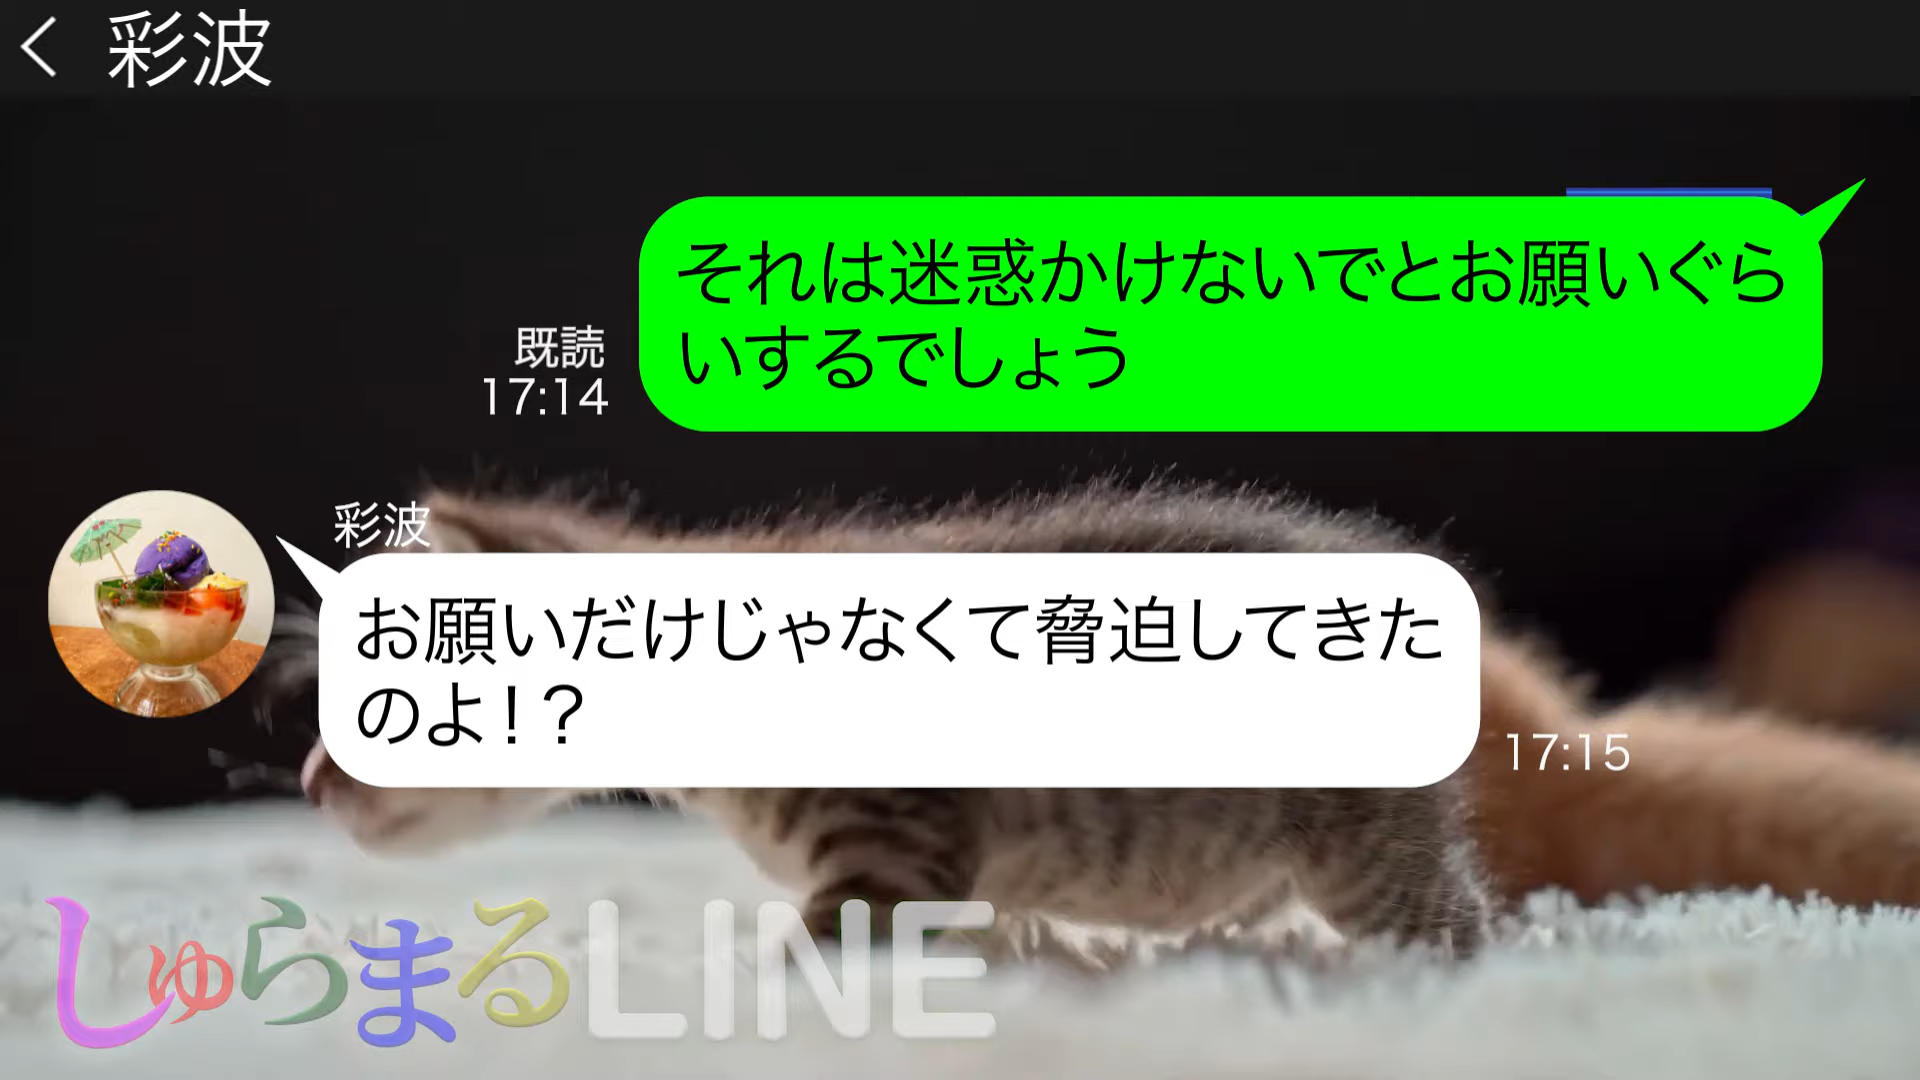 彩波
それは迷惑かけないでとお願いぐら
いするでしょう
既読
17:14
彩波
お願いだけじゃなくて脅迫してきた
のよ！？
17:15
しゅらまるLINE